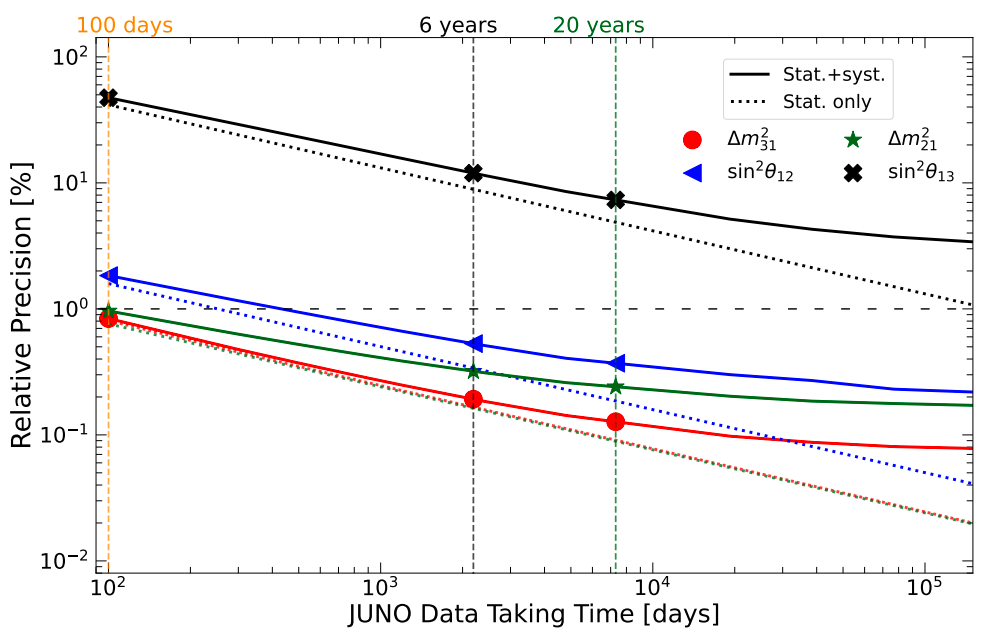 100 days 6 years 20 years
Stat.+syst.
Stat. only
Δm²₃₁ Δm²₂₁
sin²θ₁₂ sin²θ₁₃
10²
10¹
10⁰
10⁻¹
10⁻²
Relative Precision [%]
10² 10³ 10⁴ 10⁵
JUNO Data Taking Time [days]